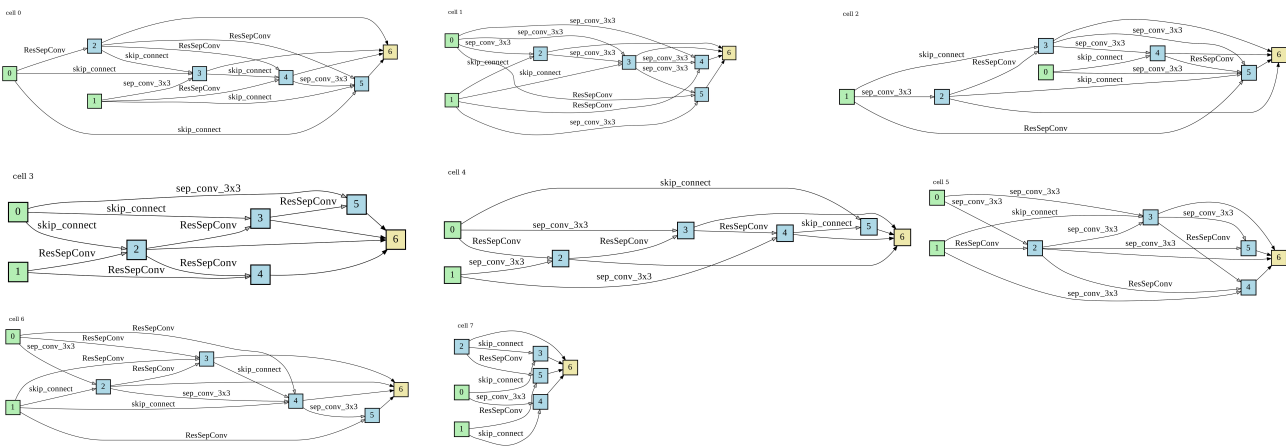 cell 0
ResSepConv
ResSepConv
ResSepConv
skip_connect
skip_connect
skip_connect
sep_conv_3x3
sep_conv_3x3
ResSepConv
skip_connect
skip_connect
0
1
2
3
4
5
6
cell 1
sep_conv_3x3
sep_conv_3x3
sep_conv_3x3
sep_conv_3x3
sep_conv_3x3
sep_conv_3x3
skip_connect
skip_connect
ResSepConv
ResSepConv
sep_conv_3x3
0
1
2
3
4
5
6
cell 2
sep_conv_3x3
skip_connect
sep_conv_3x3
skip_connect
ResSepConv
ResSepConv
sep_conv_3x3
skip_connect
sep_conv_3x3
ResSepConv
0
1
2
3
4
5
6
cell 3
sep_conv_3x3
ResSepConv
skip_connect
skip_connect
ResSepConv
ResSepConv
ResSepConv
ResSepConv
0
1
2
3
4
5
6
cell 4
skip_connect
sep_conv_3x3
ResSepConv
skip_connect
ResSepConv
ResSepConv
sep_conv_3x3
sep_conv_3x3
0
1
2
3
4
5
6
cell 5
sep_conv_3x3
sep_conv_3x3
sep_conv_3x3
skip_connect
sep_conv_3x3
ResSepConv
sep_conv_3x3
ResSepConv
sep_conv_3x3
0
1
2
3
4
5
6
cell 6
ResSepConv
ResSepConv
sep_conv_3x3
ResSepConv
ResSepConv
skip_connect
skip_connect
sep_conv_3x3
skip_connect
sep_conv_3x3
ResSepConv
0
1
2
3
4
5
6
cell 7
skip_connect
ResSepConv
skip_connect
sep_conv_3x3
ResSepConv
skip_connect
2
0
1
3
5
4
6